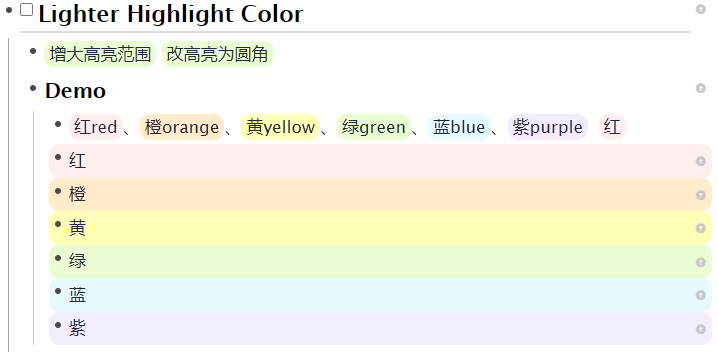 Lighter Highlight Color
增大高亮范围 改高亮为圆角
Demo
红red、橙orange、黄yellow、绿green、蓝blue、紫purple 红
红
橙
黄
绿
蓝
紫